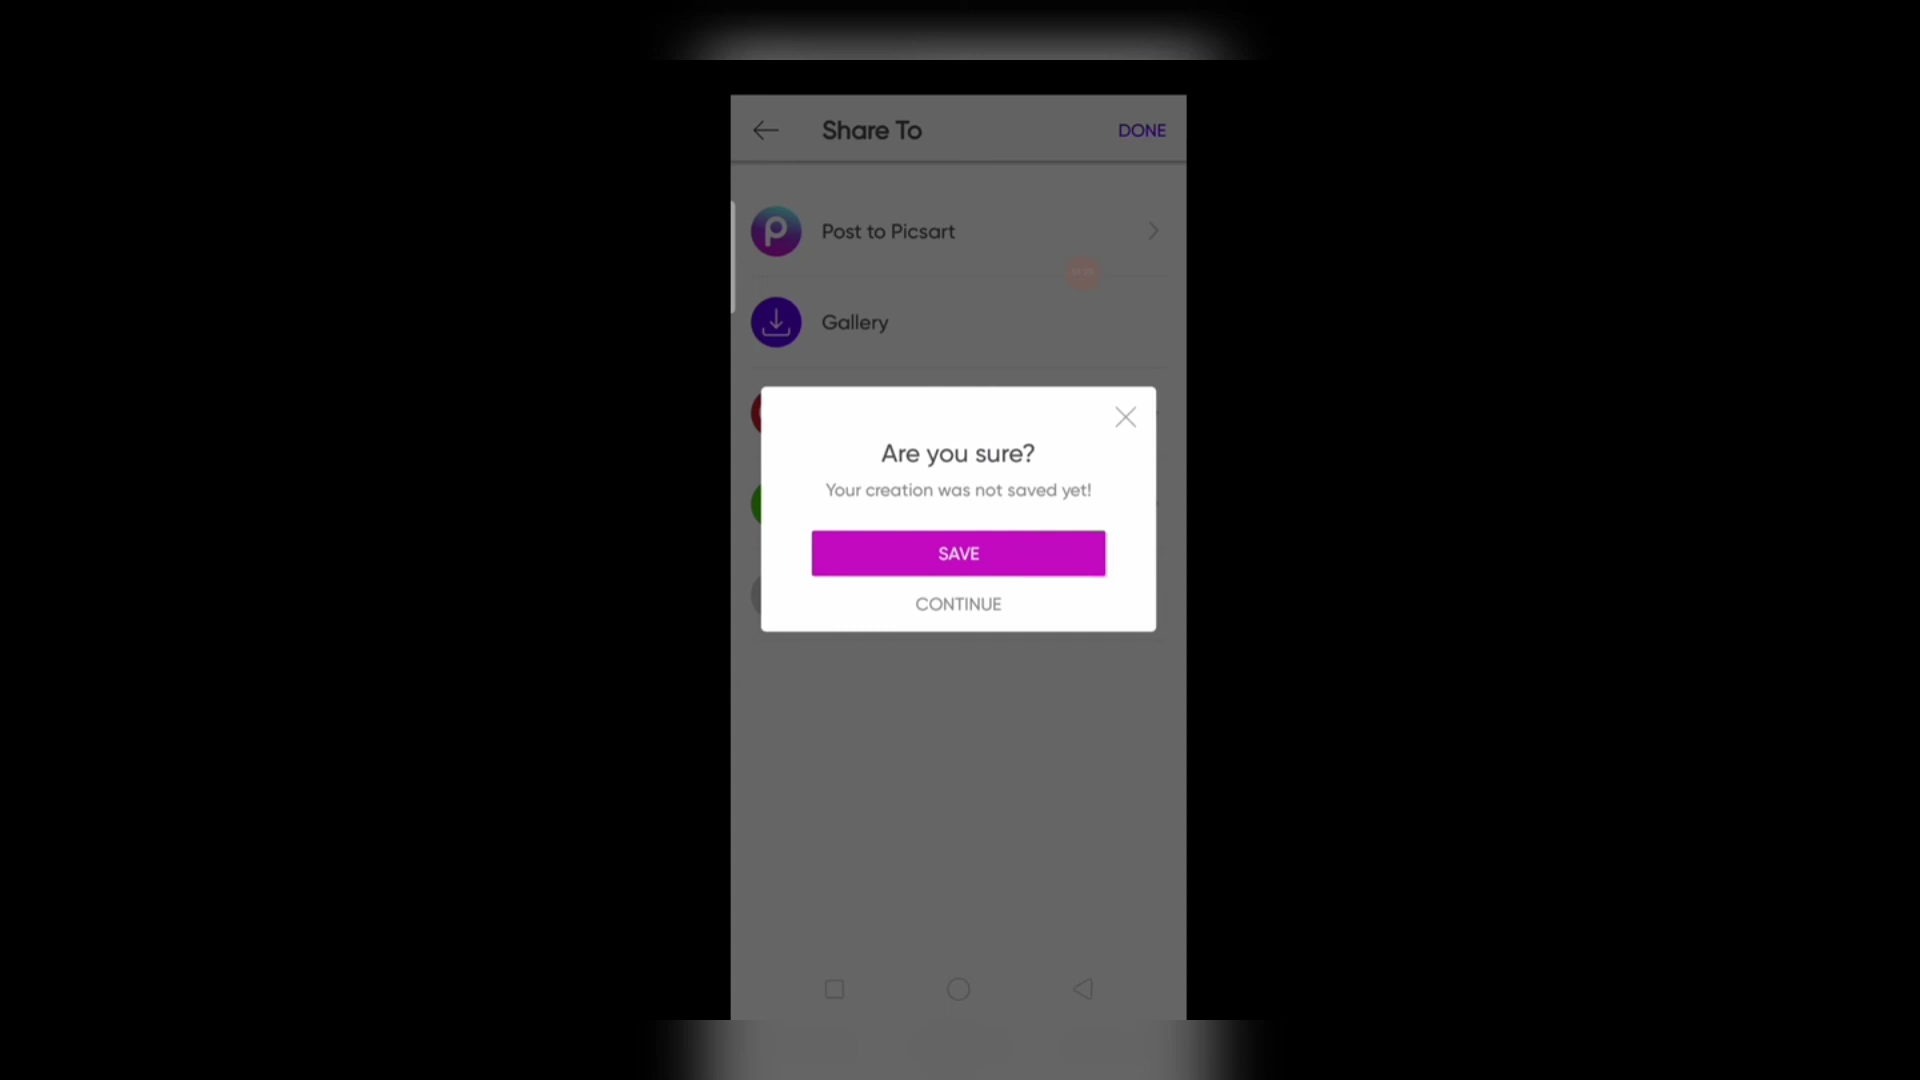 Share To
DONE
Post to Picsart
Gallery
Are you sure?
Your creation was not saved yet!
SAVE
CONTINUE